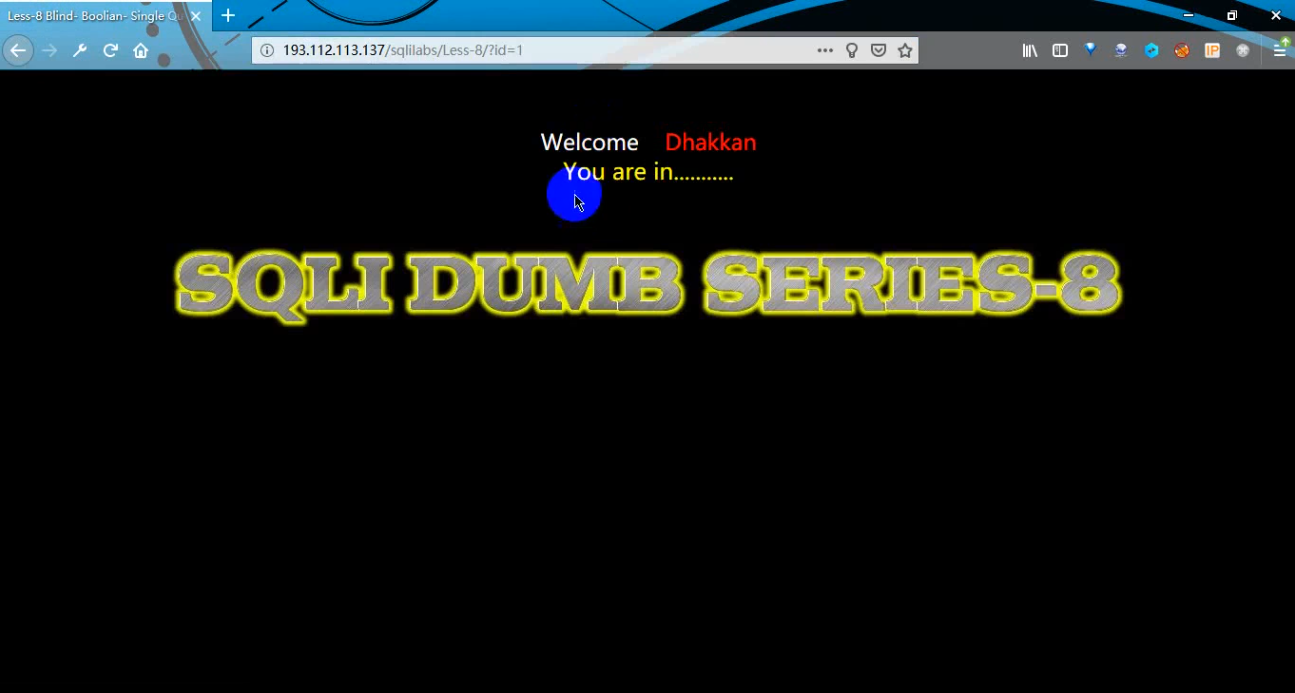 Less-8 Blind- Boolian- Single Qu
193.112.113.137/sqlilabs/Less-8/?id=1
IP
Welcome Dhakkan
You are in...........
SQLI DUMB SERIES-8